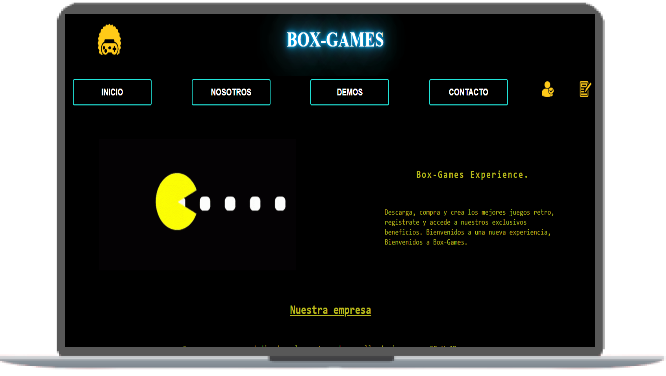 BOX-GAMES
INICIO
NOSOTROS
DEMOS
CONTACTO
Box-Games Experience.
Descarga, compra y crea los mejores juegos retro,
registrate y accede a nuestros exclusivos
beneficios. Bienvenidos a una nueva experiencia,
Bienvenidos a Box-Games.
Nuestra empresa